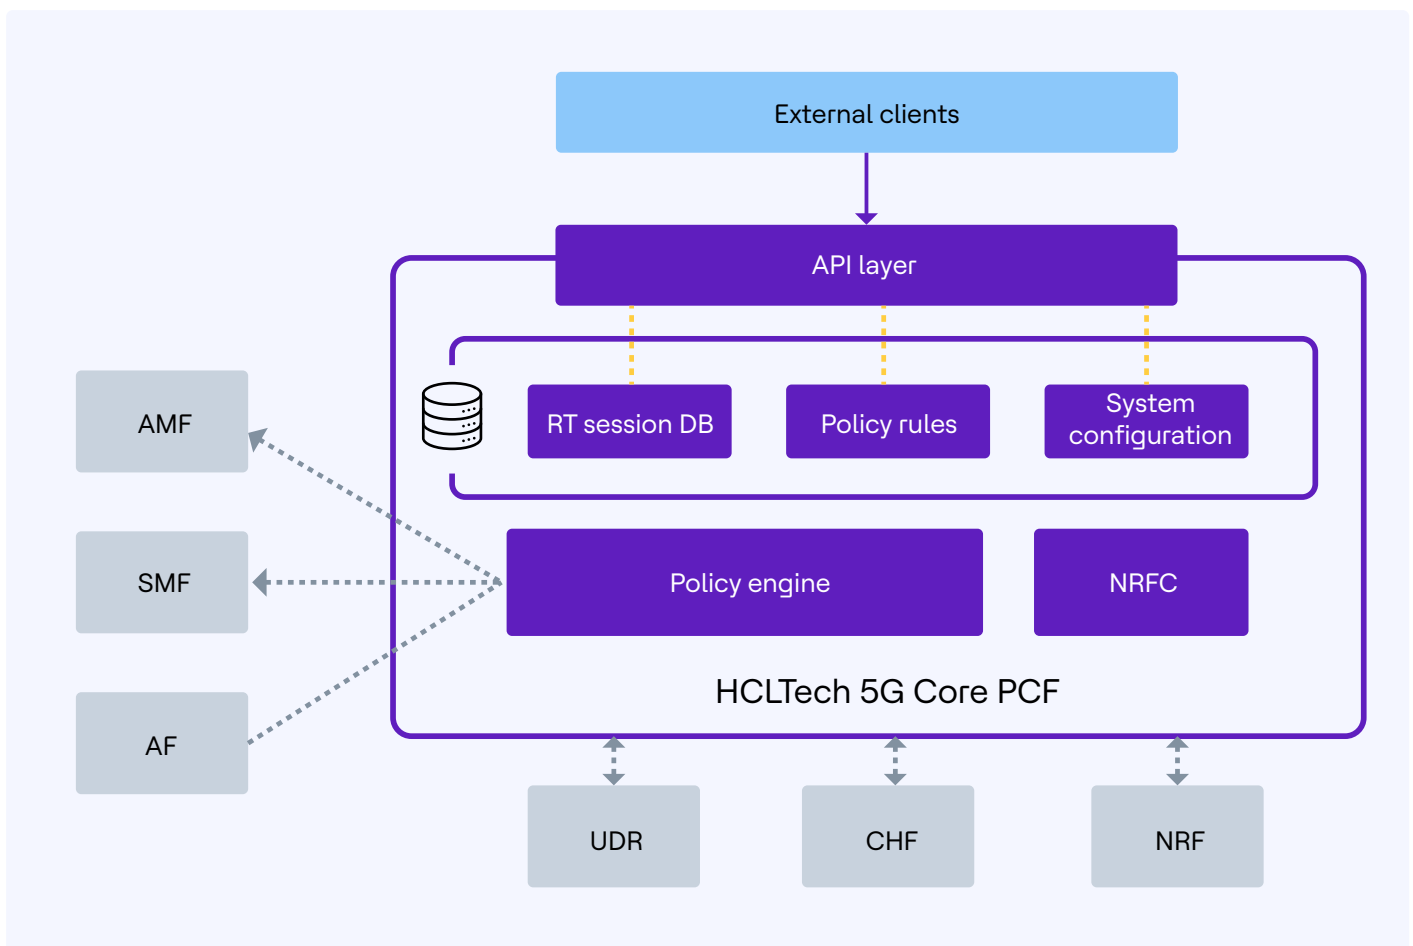 External clients
API layer
RT session DB
Policy rules
System
configuration
AMF
SMF
AF
Policy engine
NRFC
HCLTech 5G Core PCF
UDR
CHF
NRF